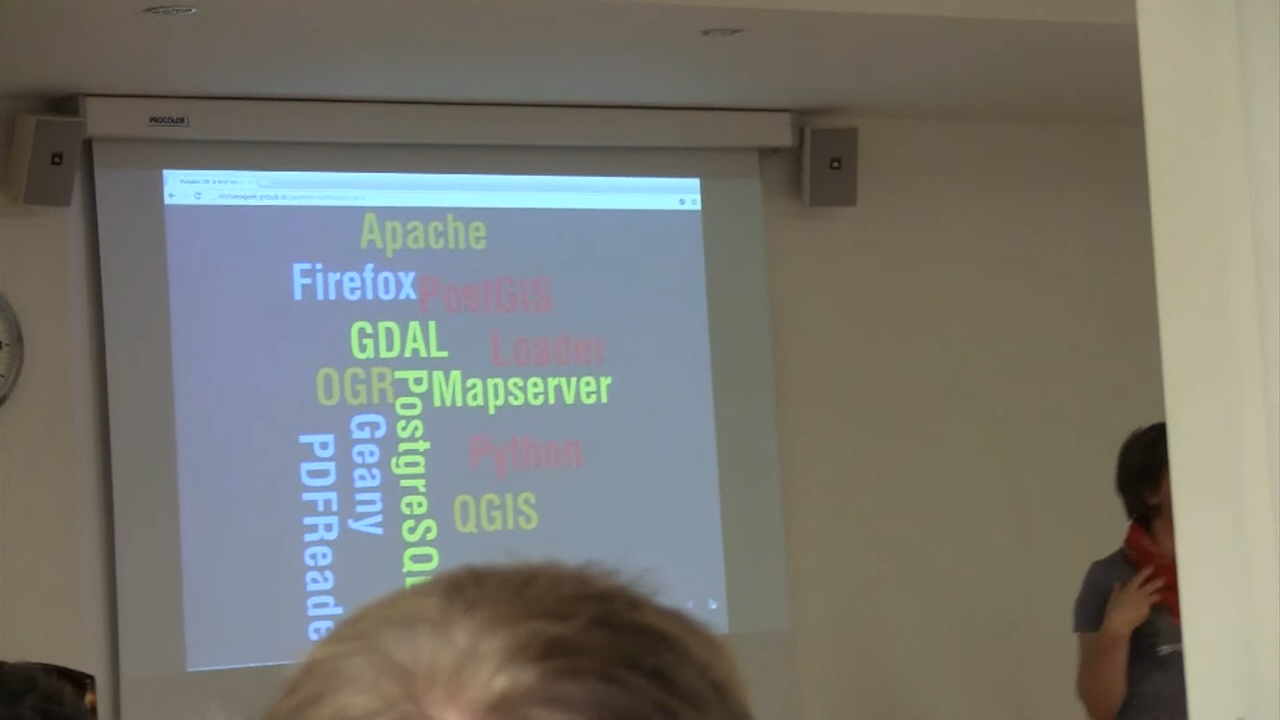 PROCOLOR
Apache
Firefox
PostGIS
GDAL
Loader
OGR
Mapserver
PostgreSQL
Geany
PDFReade
Python
QGIS